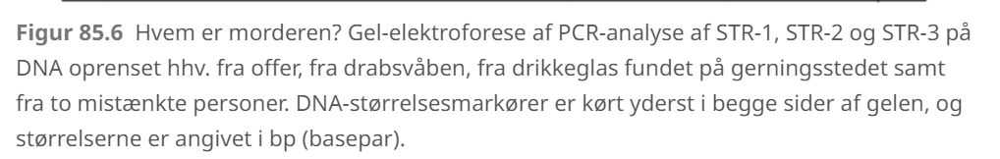 Figur 85.6 Hvem er morderen? Gel-elektroforese af PCR-analyse af STR-1, STR-2 og STR-3 på
DNA oprenset hhv. fra offer, fra drabsvåben, fra drikkeglas fundet på gerningsstedet samt
fra to mistænkte personer. DNA-størrelsesmarkører er kørt yderst i begge sider af gelen, og
størrelserne er angivet i bp (basepar).